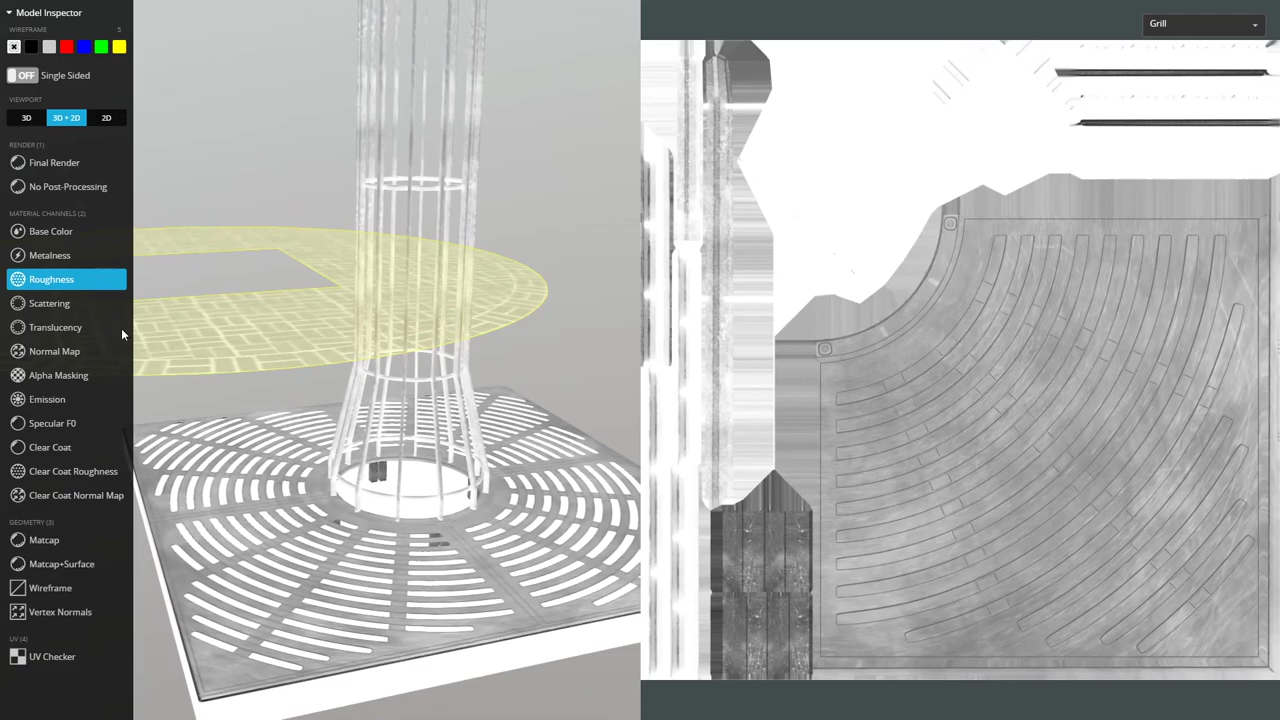 Model Inspector
WIREFRAME 5
OFF Single Sided
VIEWPORT
3D 3D + 2D 2D
RENDER (1)
Final Render
No Post-Processing
MATERIAL CHANNELS (2)
Base Color
Metalness
Roughness
Scattering
Translucency
Normal Map
Alpha Masking
Emission
Specular F0
Clear Coat
Clear Coat Roughness
Clear Coat Normal Map
GEOMETRY (3)
Matcap
Matcap+Surface
Wireframe
Vertex Normals
UV (4)
UV Checker
Grill